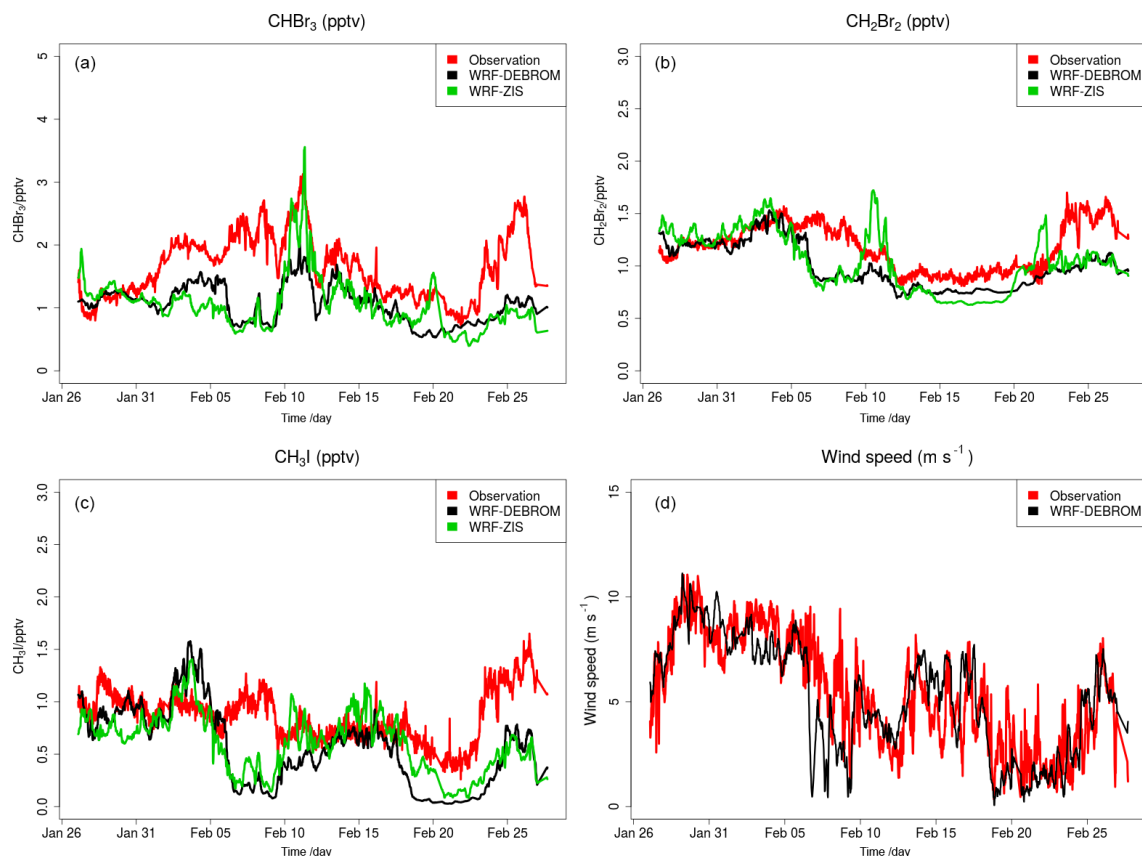 CHBr₃ (pptv)
(a)
Observation
WRF-DEBROM
WRF-ZIS
CHBr₃/pptv
5
4
3
2
1
0
Jan 26 Jan 31 Feb 05 Feb 10 Feb 15 Feb 20 Feb 25
Time /day
CH₂Br₂ (pptv)
(b)
Observation
WRF-DEBROM
WRF-ZIS
CH₂Br₂/pptv
3.0
2.5
2.0
1.5
1.0
0.5
0.0
Jan 26 Jan 31 Feb 05 Feb 10 Feb 15 Feb 20 Feb 25
Time /day
CH₃I (pptv)
(c)
Observation
WRF-DEBROM
WRF-ZIS
CH₃I/pptv
3.0
2.5
2.0
1.5
1.0
0.5
0.0
Jan 26 Jan 31 Feb 05 Feb 10 Feb 15 Feb 20 Feb 25
Time /day
Wind speed (m s⁻¹)
(d)
Observation
WRF-DEBROM
Wind speed (m s⁻¹)
15
10
5
0
Jan 26 Jan 31 Feb 05 Feb 10 Feb 15 Feb 20 Feb 25
Time /day